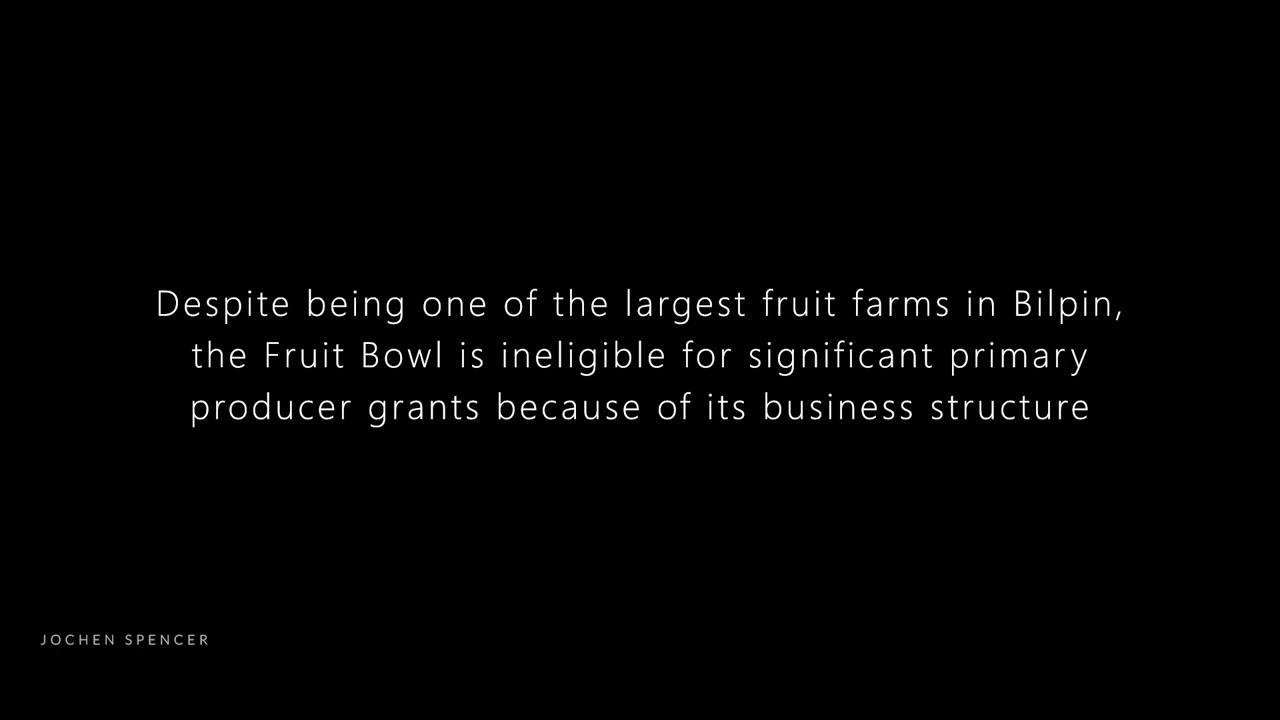 Despite being one of the largest fruit farms in Bilpin,
the Fruit Bowl is ineligible for significant primary
producer grants because of its business structure
JOCHEN SPENCER